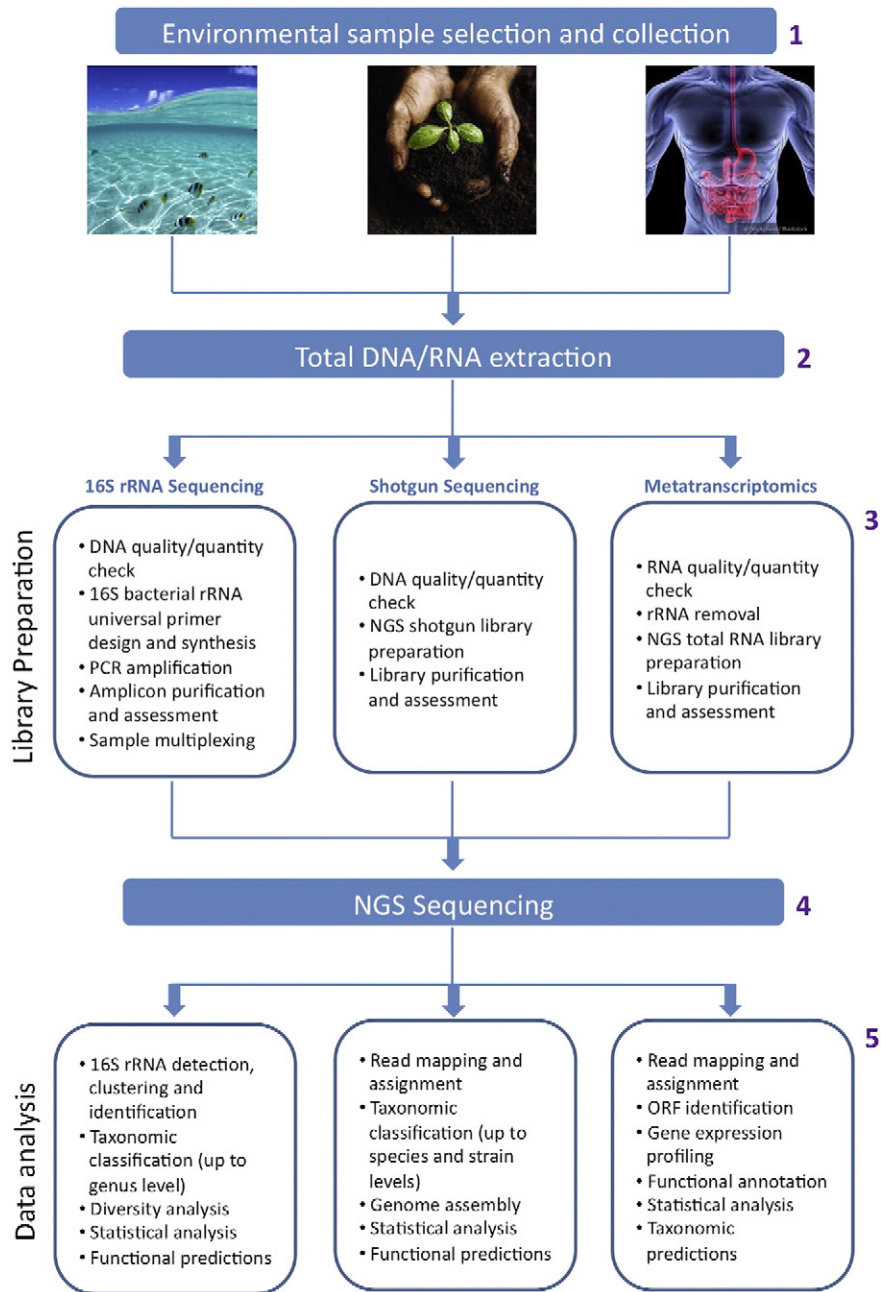 Environmental sample selection and collection
1
Total DNA/RNA extraction
2
Library Preparation
3
16S rRNA Sequencing
• DNA quality/quantity
check
• 16S bacterial rRNA
universal primer
design and synthesis
• PCR amplification
• Amplicon purification
and assessment
• Sample multiplexing
Shotgun Sequencing
• DNA quality/quantity
check
• NGS shotgun library
preparation
• Library purification
and assessment
Metatranscriptomics
• RNA quality/quantity
check
• rRNA removal
• NGS total RNA library
preparation
• Library purification
and assessment
NGS Sequencing
4
Data analysis
5
• 16S rRNA detection,
clustering and
identification
• Taxonomic
classification (up to
genus level)
• Diversity analysis
• Statistical analysis
• Functional predictions
• Read mapping and
assignment
• Taxonomic
classification (up to
species and strain
levels)
• Genome assembly
• Statistical analysis
• Functional predictions
• Read mapping and
assignment
• ORF identification
• Gene expression
profiling
• Functional annotation
• Statistical analysis
• Taxonomic
predictions